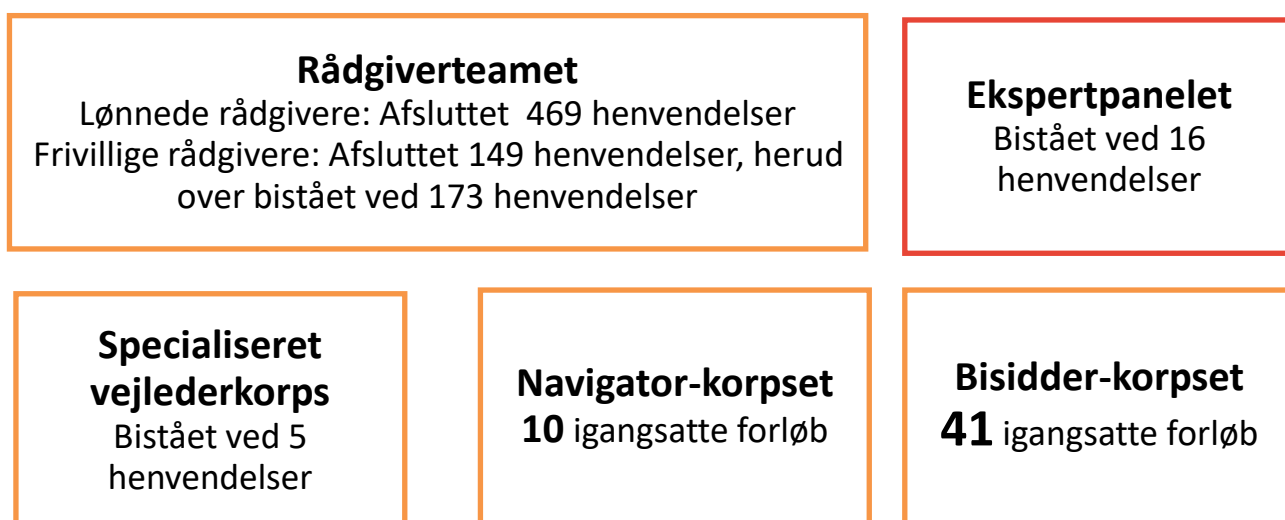 Rådgiverteamet
Lønnede rådgivere: Afsluttet  469 henvendelser
Frivillige rådgivere: Afsluttet 149 henvendelser, herud
over bistået ved 173 henvendelser
Ekspertpanelet
Bistået ved 16
henvendelser
Specialiseret
vejlederkorps
Bistået ved 5
henvendelser
Navigator-korpset
10 igangsatte forløb
Bisidder-korpset
41 igangsatte forløb